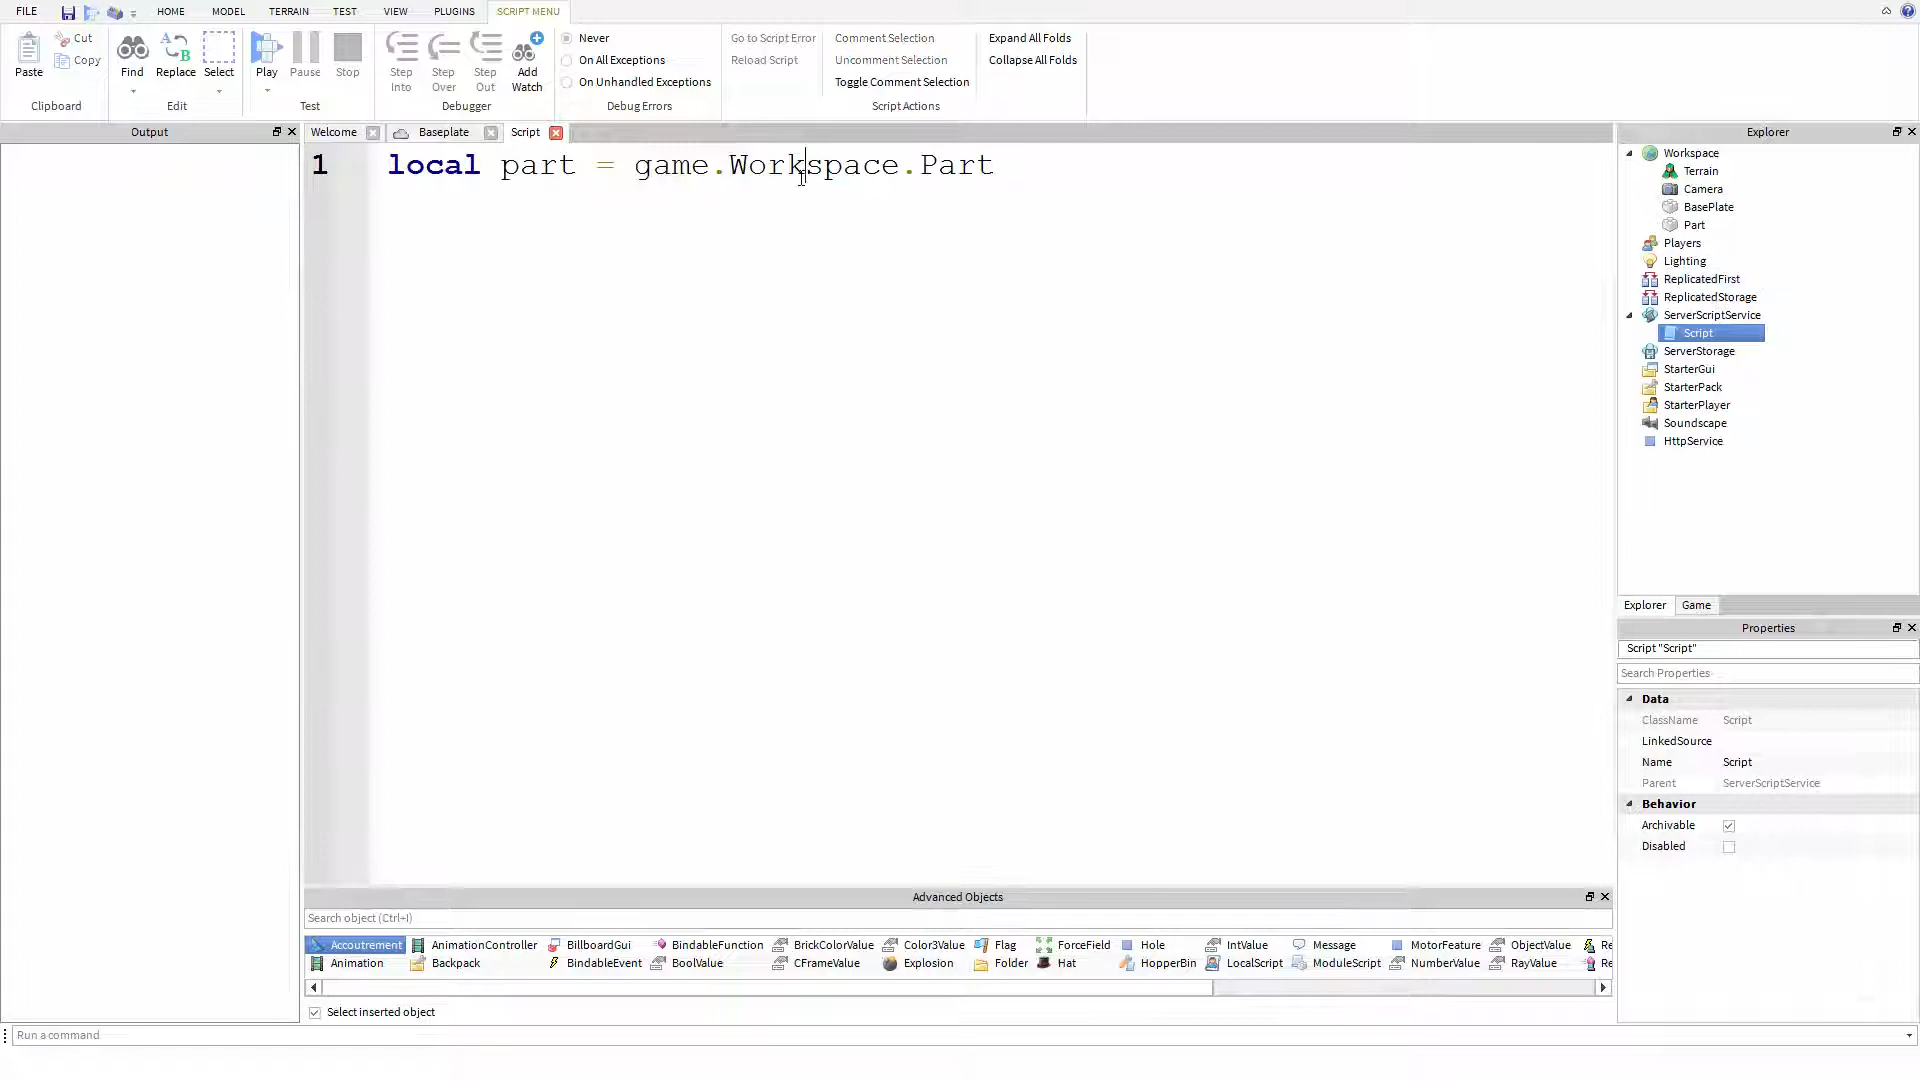 FILE HOME MODEL TERRAIN TEST VIEW PLUGINS SCRIPT MENU
Paste Cut Copy
Clipboard
Find Replace Select
Edit
Play Pause Stop
Test
Step Into Step Over Step Out Add Watch
Debugger
Never
On All Exceptions
On Unhandled Exceptions
Debug Errors
Go to Script Error
Reload Script
Comment Selection
Uncomment Selection
Toggle Comment Selection
Script Actions
Expand All Folds
Collapse All Folds
Output
Welcome Baseplate Script
1 local part = game.Workspace.Part
Explorer
Workspace
Terrain
Camera
BasePlate
Part
Players
Lighting
ReplicatedFirst
ReplicatedStorage
ServerScriptService
Script
ServerStorage
StarterGui
StarterPack
StarterPlayer
Soundscape
HttpService
Explorer Game
Properties
Script "Script"
Search Properties
Data
ClassName Script
LinkedSource
Name Script
Parent ServerScriptService
Behavior
Archivable
Disabled
Advanced Objects
Search object (Ctrl+I)
Accoutrement AnimationController BillboardGui BindableFunction BrickColorValue Color3Value Flag ForceField Hole IntValue Message MotorFeature ObjectValue Re
Animation Backpack BindableEvent BoolValue CFrameValue Explosion Folder Hat HopperBin LocalScript ModuleScript NumberValue RayValue Re
Select inserted object
Run a command